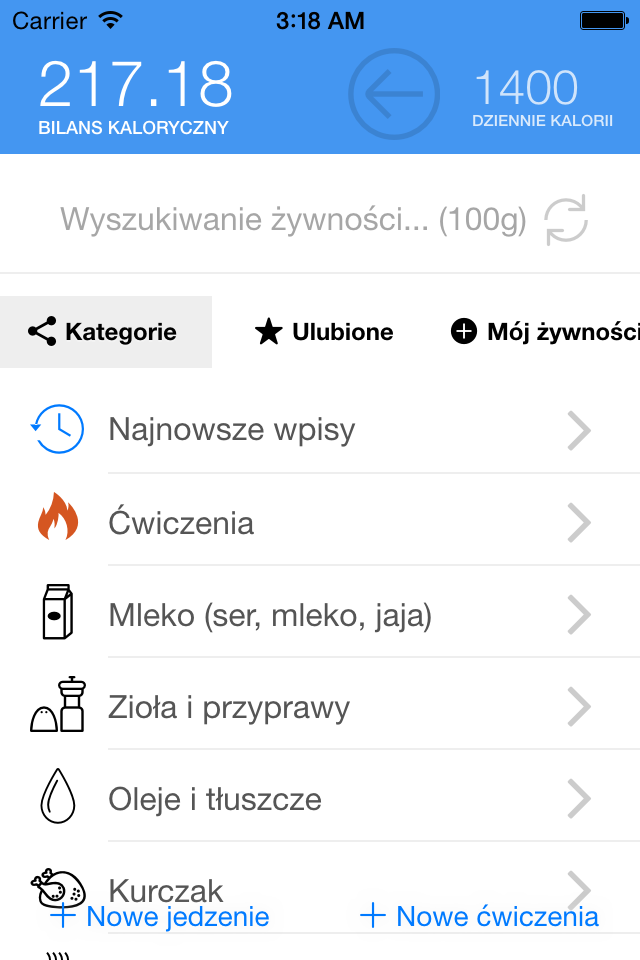 Carrier 3:18 AM
217.18 1400
BILANS KALORYCZNY DZIENNIE KALORII
Wyszukiwanie żywności... (100g)
Kategorie Ulubione Mój żywności
Najnowsze wpisy
Ćwiczenia
Mleko (ser, mleko, jaja)
Zioła i przyprawy
Oleje i tłuszcze
Kurczak
Nowe jedzenie Nowe ćwiczenia